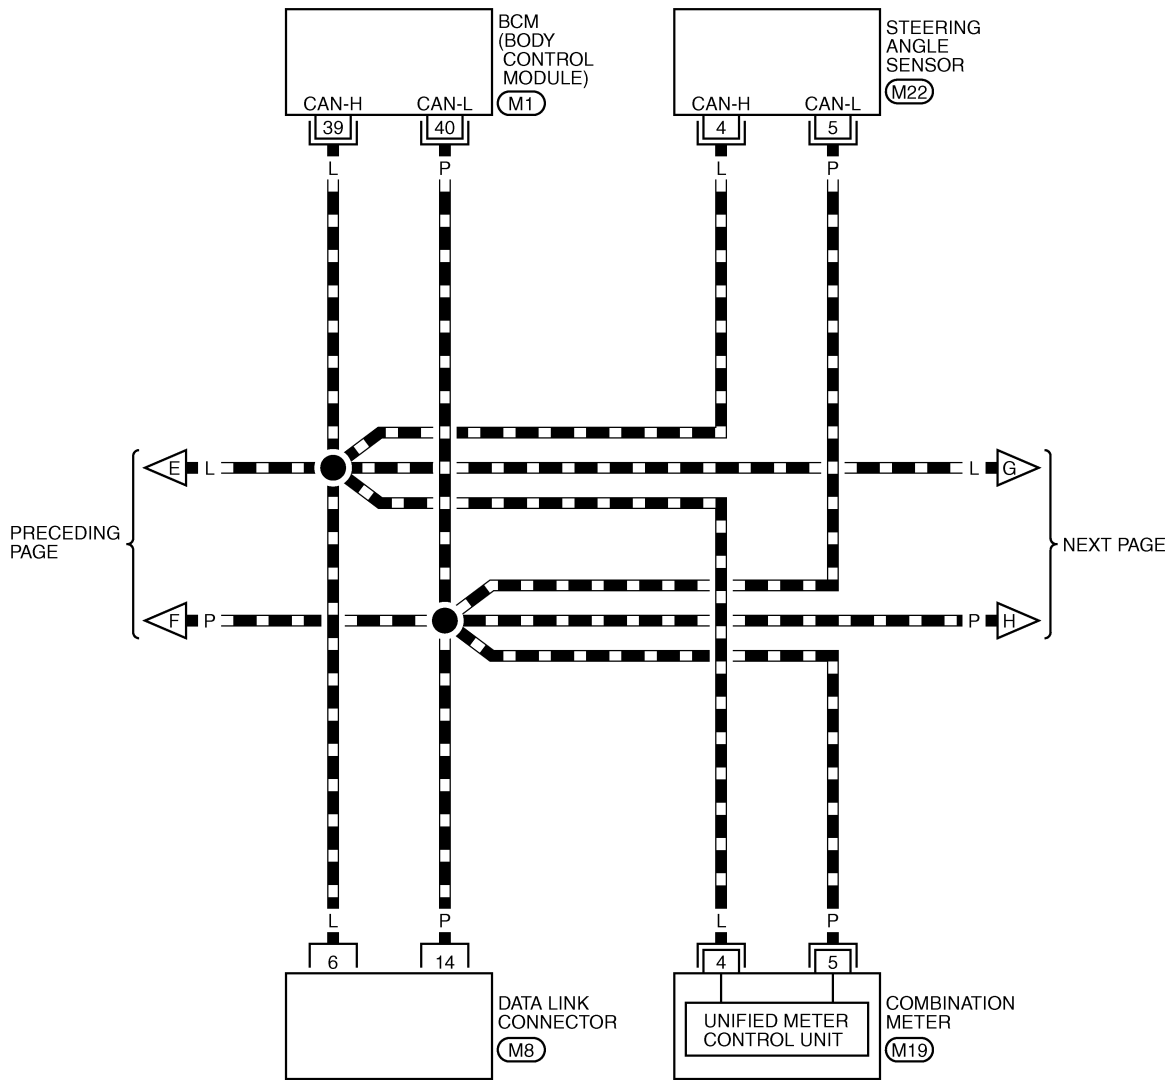 BCM
(BODY
CONTROL
MODULE)
M1
CAN-H
CAN-L
39
40
L
P
STEERING
ANGLE
SENSOR
M22
CAN-H
CAN-L
4
5
L
P
E
L
L
G
PRECEDING
PAGE
NEXT PAGE
F
P
P
H
L
P
6
14
DATA LINK
CONNECTOR
M8
L
P
4
5
UNIFIED METER
CONTROL UNIT
COMBINATION
METER
M19